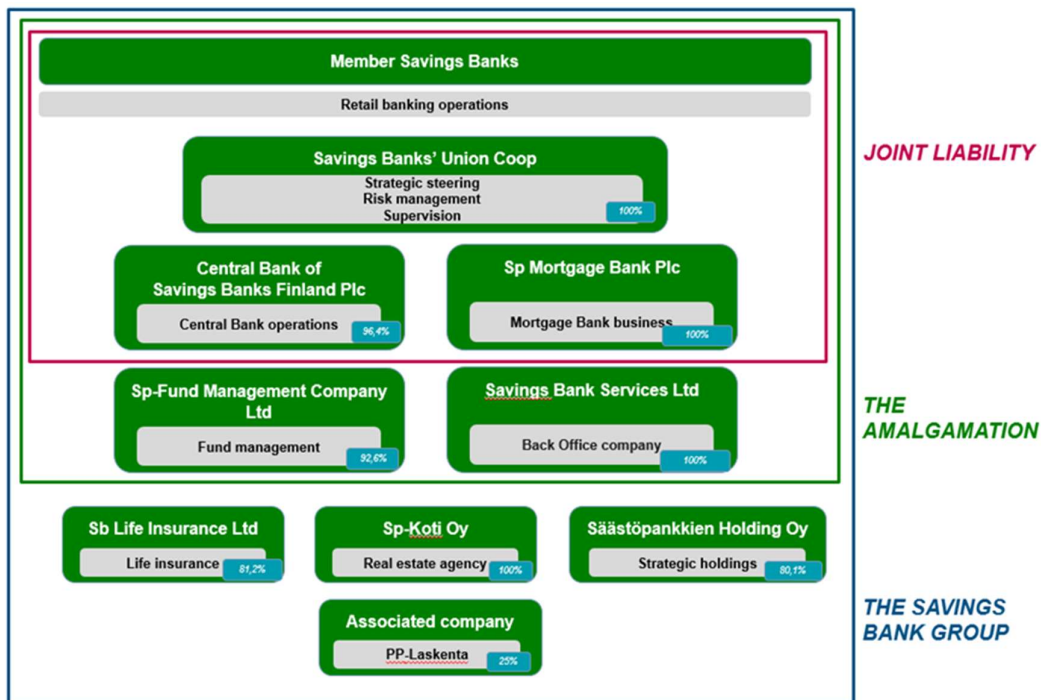 Member Savings Banks
Retail banking operations
Savings Banks' Union Coop
Strategic steering
Risk management
Supervision
100%
JOINT LIABILITY
Central Bank of
Savings Banks Finland Plc
Central Bank operations
96,4%
Sp Mortgage Bank Plc
Mortgage Bank business
100%
Sp-Fund Management Company
Ltd
Fund management
92,6%
Savings Bank Services Ltd
Back Office company
100%
THE
AMALGAMATION
Sb Life Insurance Ltd
Life insurance
81,2%
Sp-Koti Oy
Real estate agency
100%
Säästöpankkien Holding Oy
Strategic holdings
80,1%
Associated company
PP-Laskenta
25%
THE SAVINGS
BANK GROUP